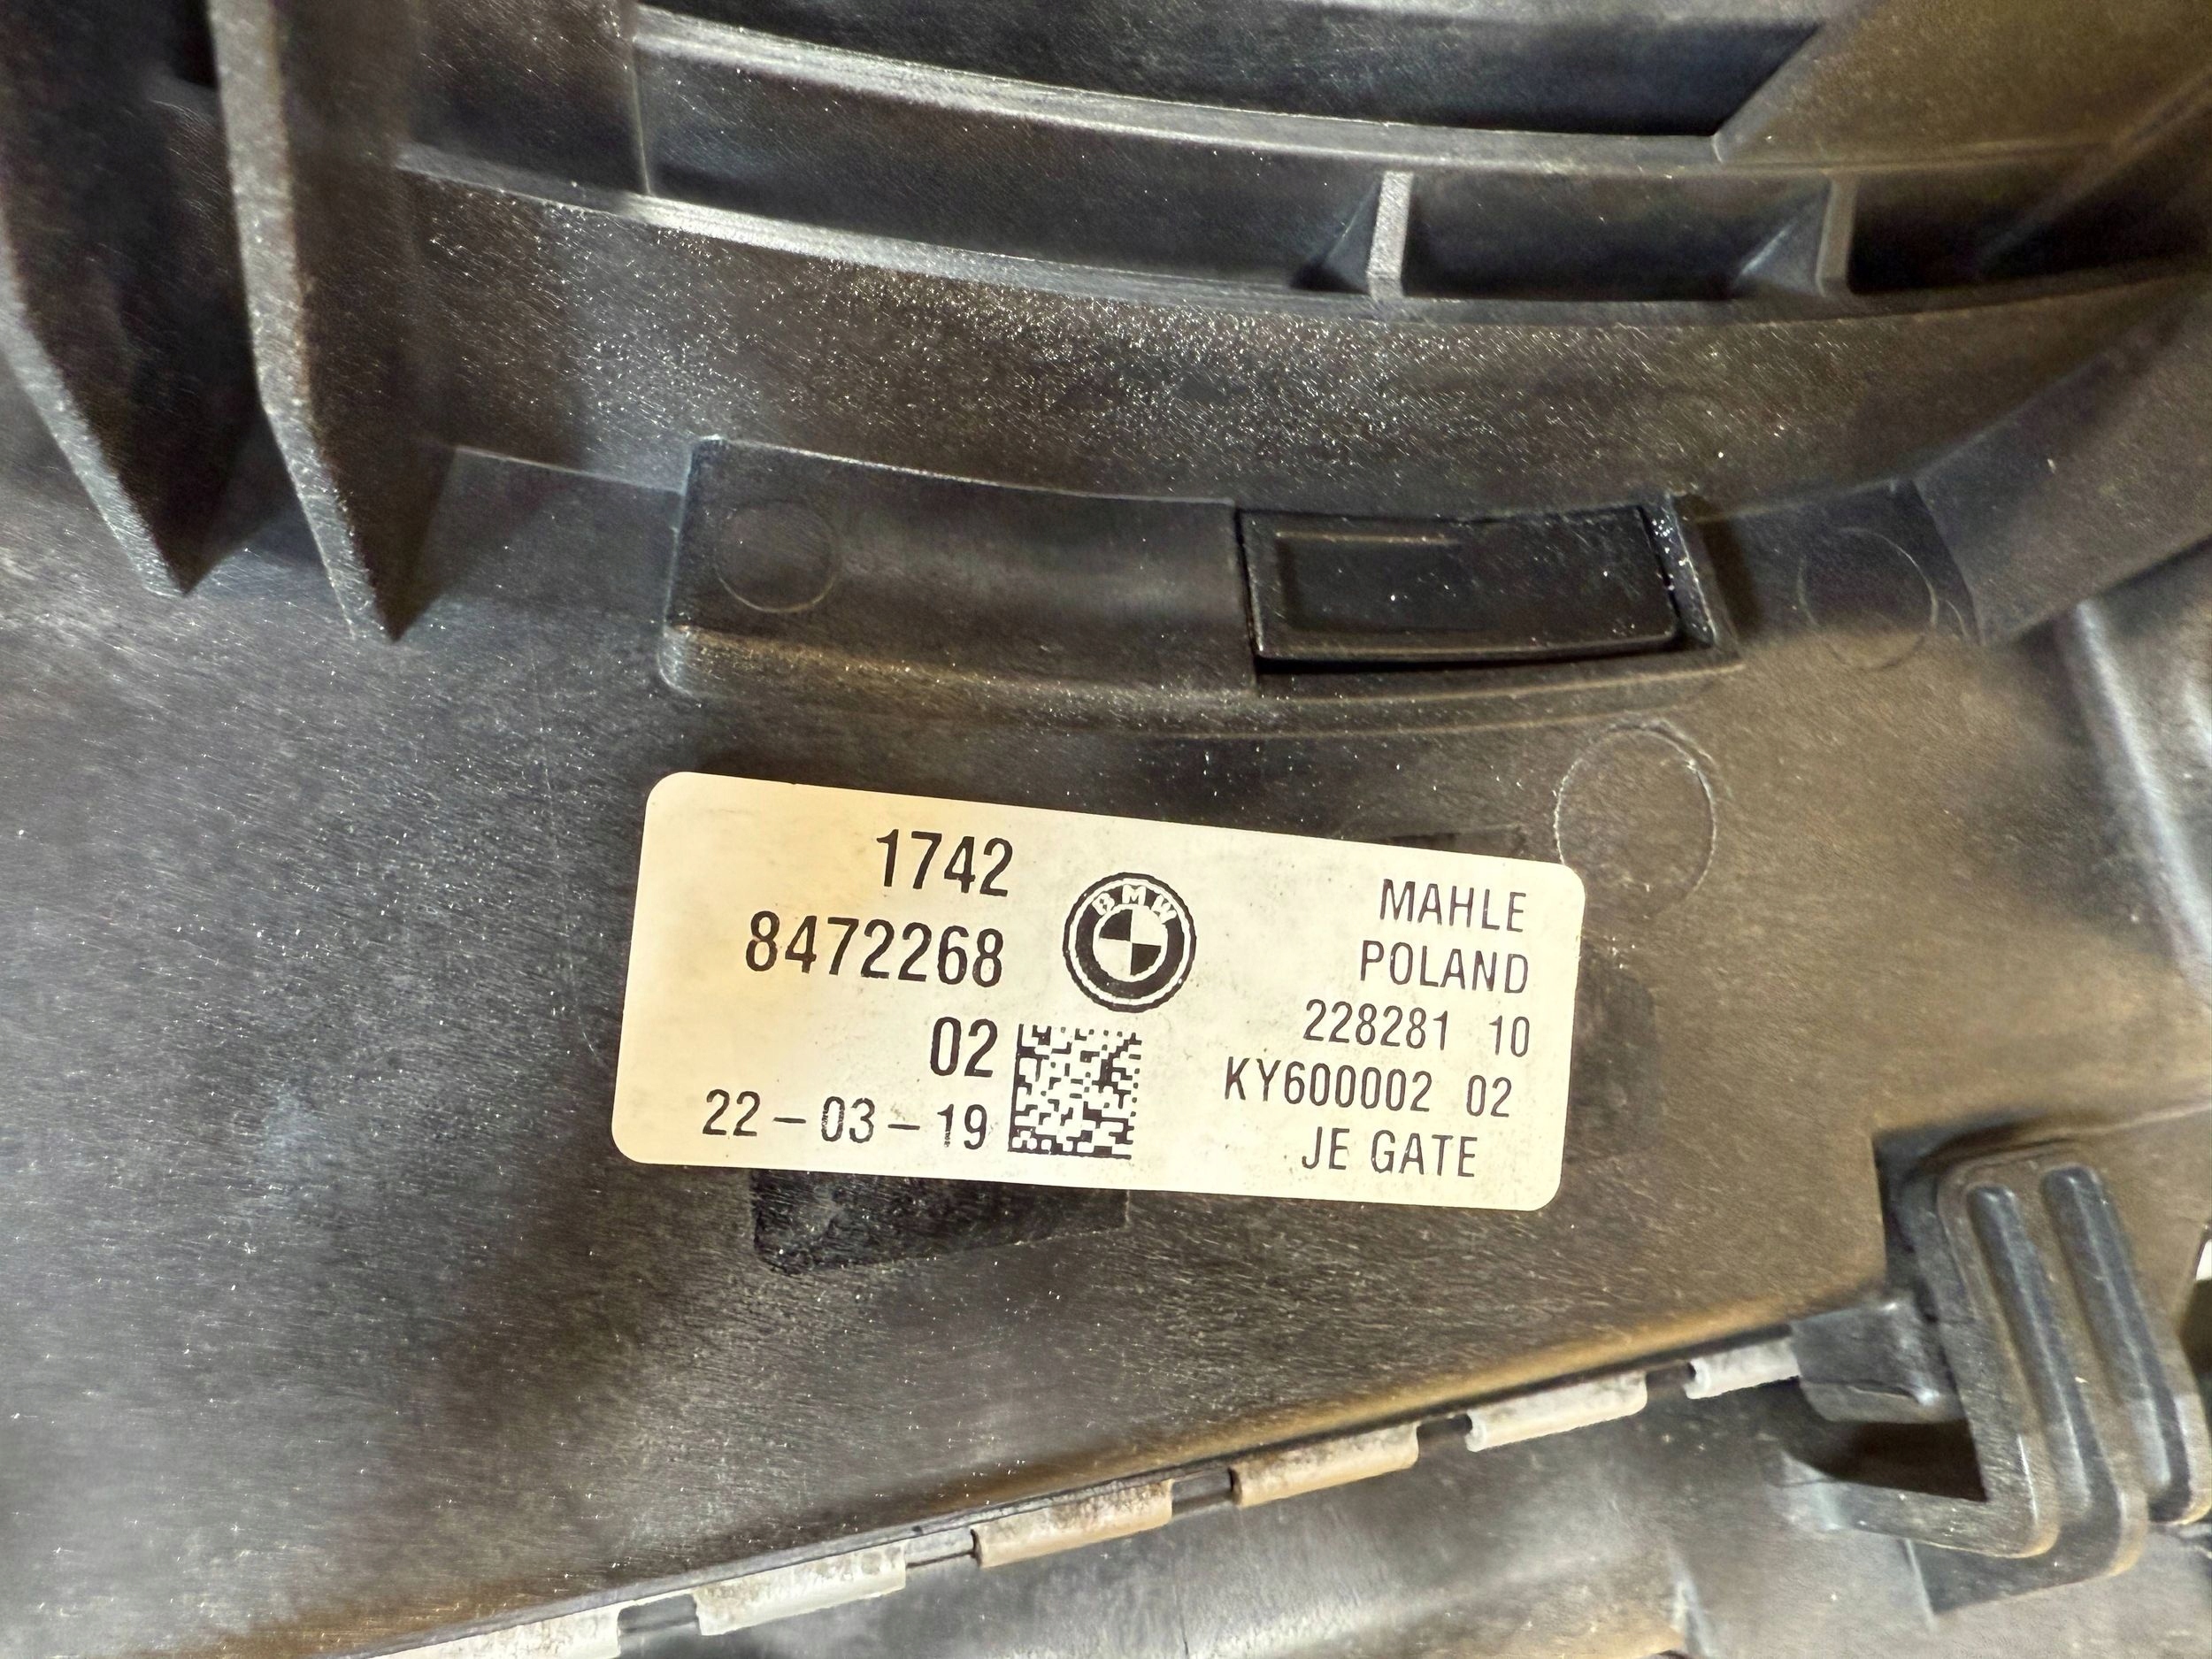 1742
8472268
02
22-03-19
BMW
MAHLE
POLAND
228281 10
KY600002 02
JE GATE